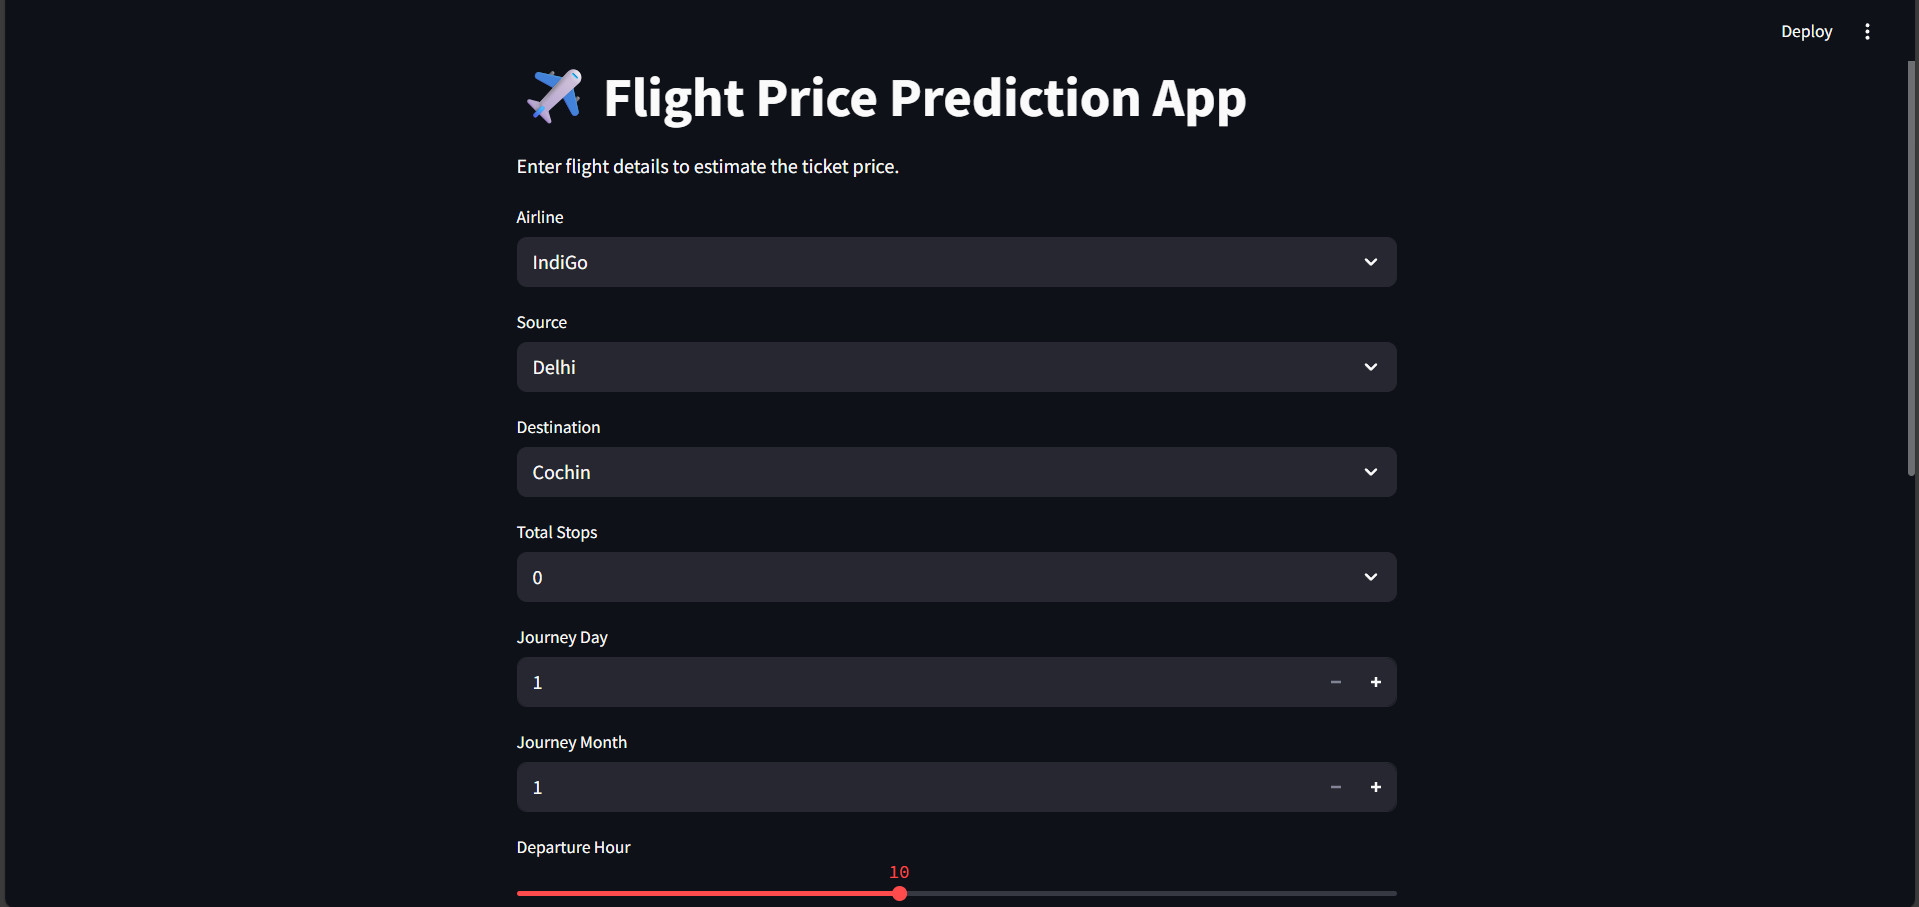 Deploy
Flight Price Prediction App
Enter flight details to estimate the ticket price.
Airline
IndiGo
Source
Delhi
Destination
Cochin
Total Stops
0
Journey Day
1
Journey Month
1
Departure Hour
10